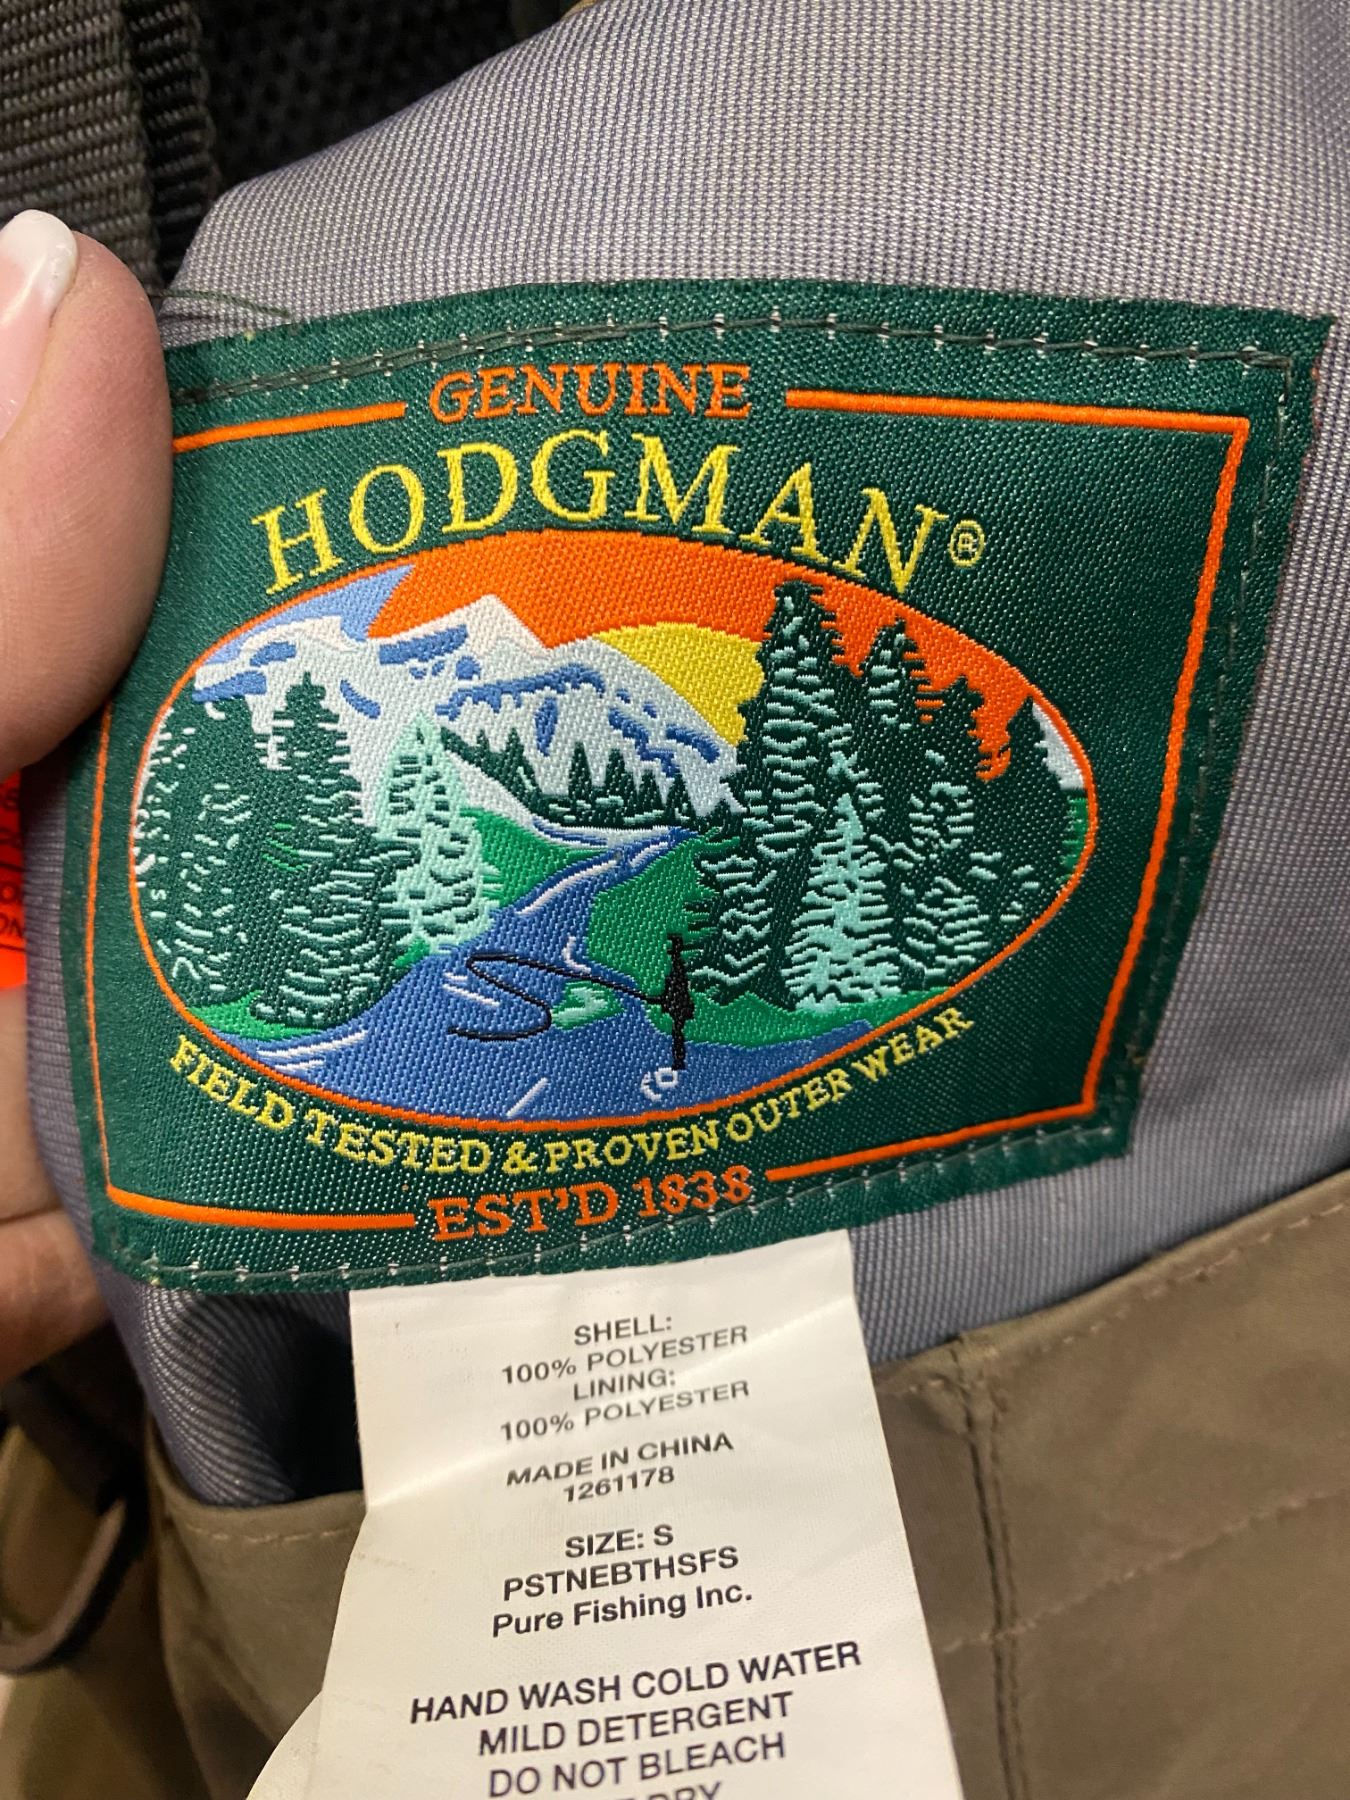 GENUINE
HODGMAN®
FIELD TESTED & PROVEN OUTER WEAR
EST'D 1838
SHELL:
100% POLYESTER
LINING:
100% POLYESTER
MADE IN CHINA
1261178
SIZE: S
PSTNEBTHSFS
Pure Fishing Inc.
HAND WASH COLD WATER
MILD DETERGENT
DO NOT BLEACH
DRY